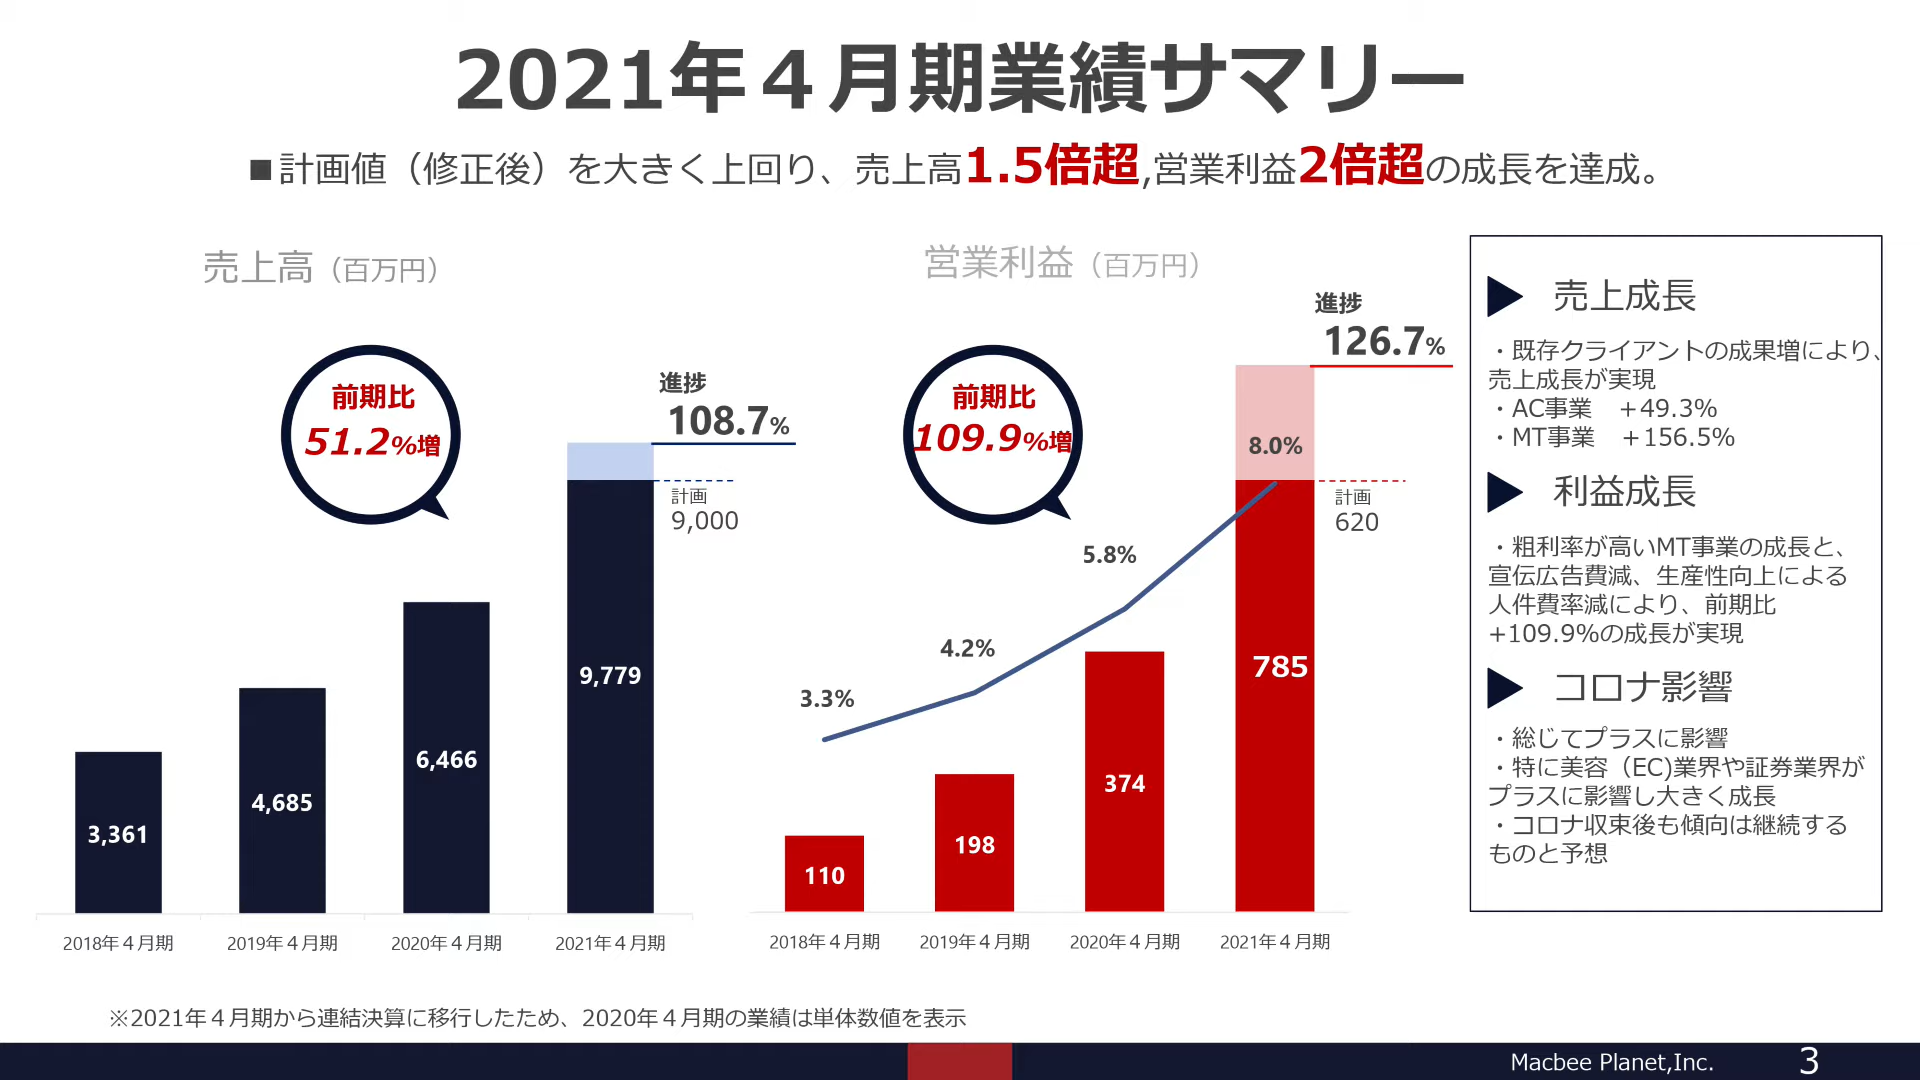 2021年４月期業績サマリー
■計画値（修正後）を大きく上回り、売上高1.5倍超,営業利益2倍超の成長を達成。
売上高（百万円）
前期比
51.2%増
進捗
108.7%
計画
9,000
9,779
6,466
4,685
3,361
2018年４月期
2019年４月期
2020年４月期
2021年４月期
営業利益（百万円）
前期比
109.9%増
進捗
126.7%
計画
620
8.0%
5.8%
4.2%
3.3%
785
374
198
110
2018年４月期
2019年４月期
2020年４月期
2021年４月期
売上成長
・既存クライアントの成果増により、
売上成長が実現
・AC事業　＋49.3%
・MT事業　＋156.5%
利益成長
・粗利率が高いMT事業の成長と、
宣伝広告費減、生産性向上による
人件費率減により、前期比
+109.9%の成長が実現
コロナ影響
・総じてプラスに影響
・特に美容（EC)業界や証券業界が
プラスに影響し大きく成長
・コロナ収束後も傾向は継続する
ものと予想
※2021年４月期から連結決算に移行したため、2020年４月期の業績は単体数値を表示
Macbee Planet,Inc.
3